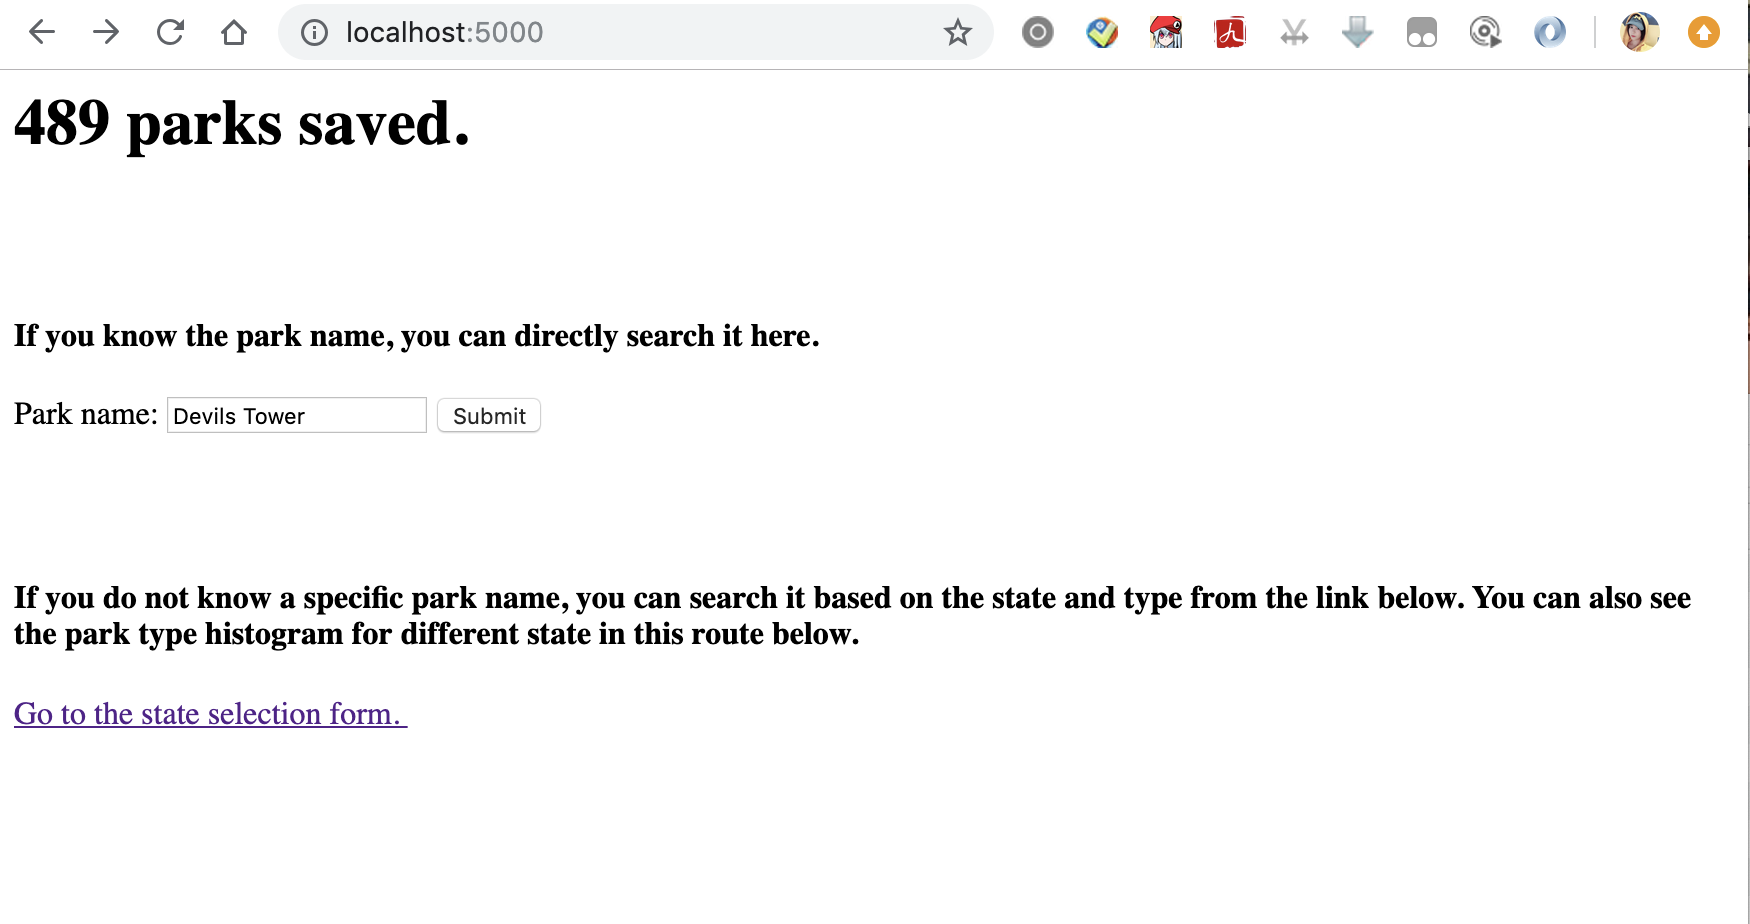 localhost:5000
489 parks saved.
If you know the park name, you can directly search it here.
Park name: Devils Tower Submit
If you do not know a specific park name, you can search it based on the state and type from the link below. You can also see
the park type histogram for different state in this route below.
Go to the state selection form.